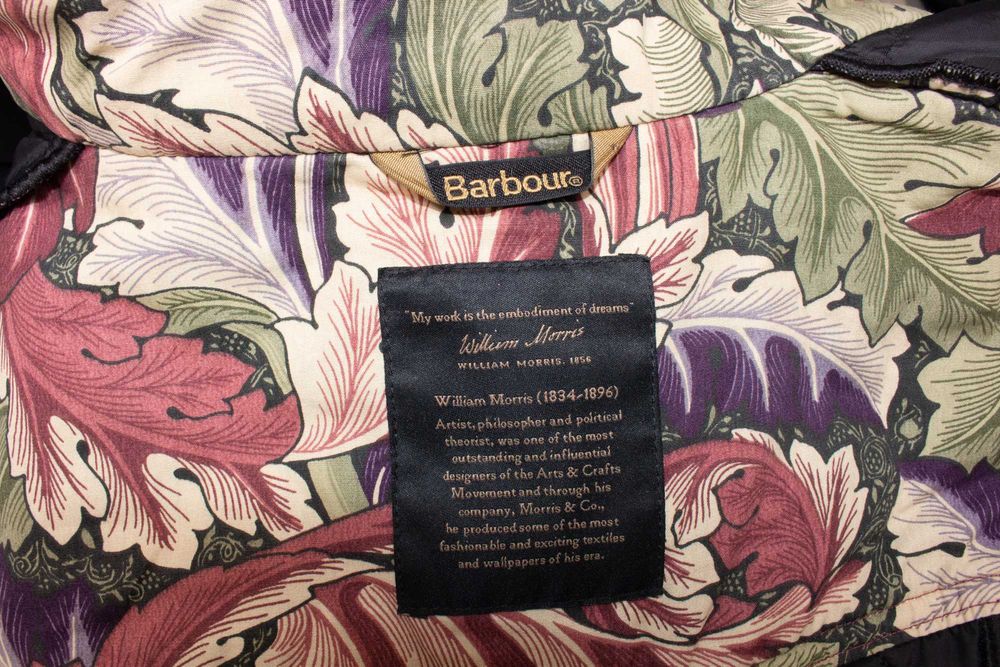 Barbour®
"My work is the embodiment of dreams"
William Morris
WILLIAM MORRIS. 1856
William Morris (1834-1896)
Artist, philosopher and political
theorist, was one of the most
outstanding and influential
designers of the Arts & Crafts
Movement and through his
company, Morris & Co.,
he produced some of the most
fashionable and exciting textiles
and wallpapers of his era.